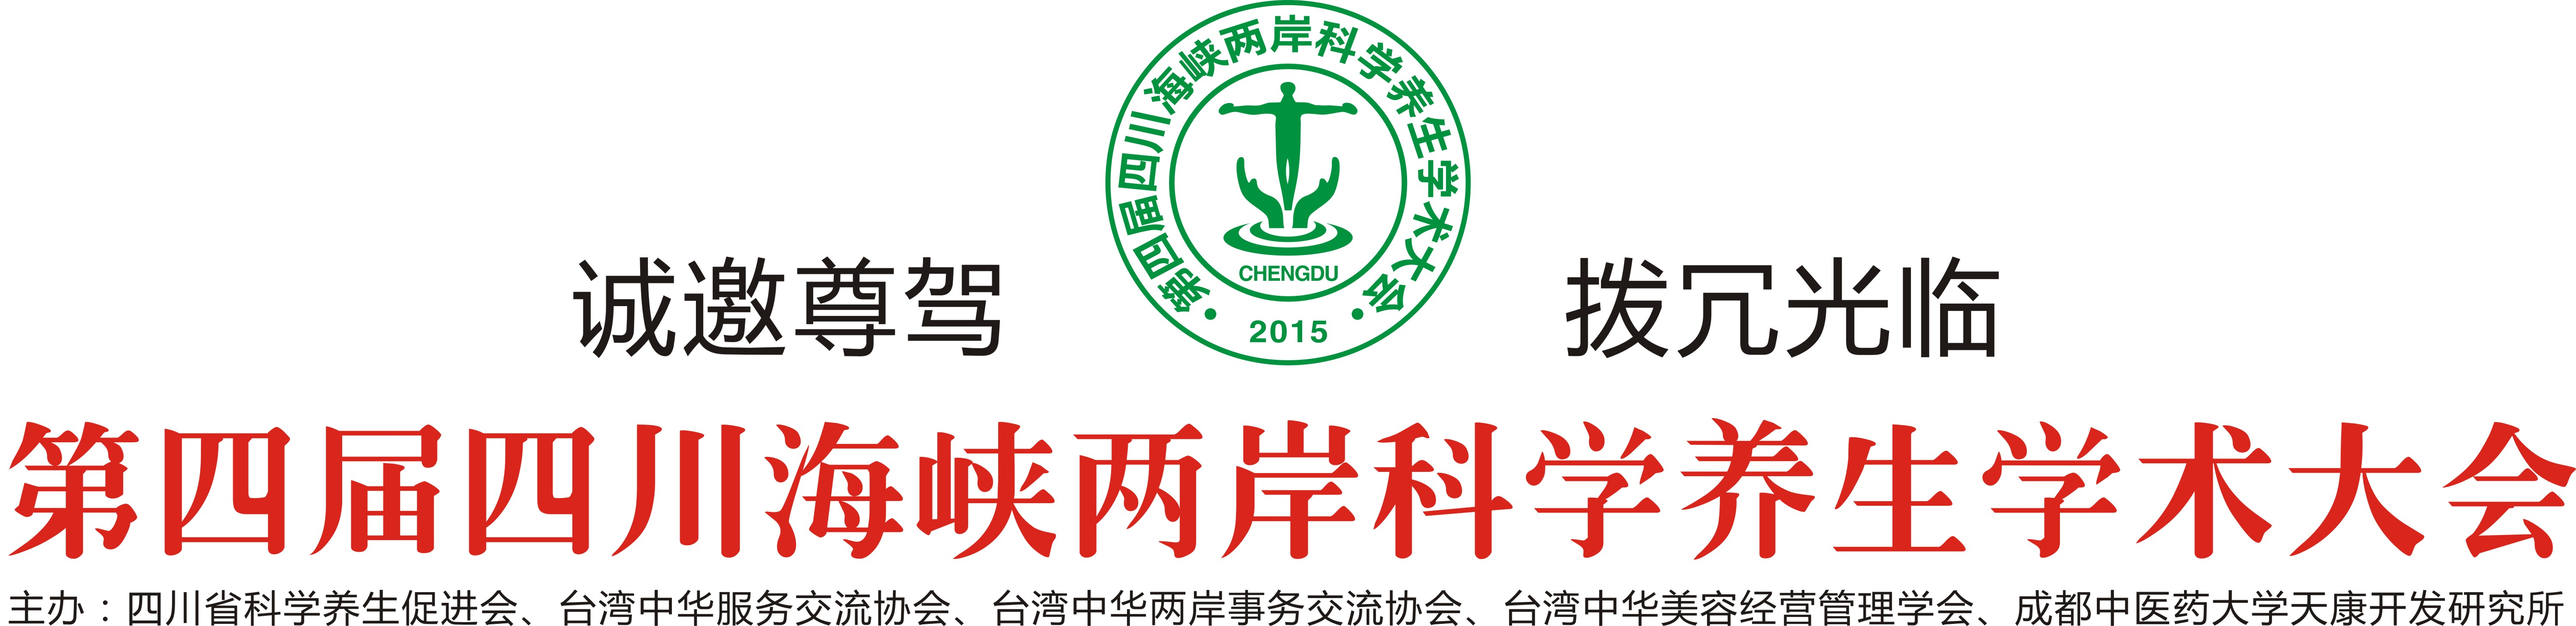 第四届四川海峡两岸科学养生学术大会
CHENGDU
2015
诚邀尊驾 拨冗光临
第四届四川海峡两岸科学养生学术大会
主办：四川省科学养生促进会、台湾中华服务交流协会、台湾中华两岸事务交流协会、台湾中华美容经营管理学会、成都中医药大学天康开发研究所